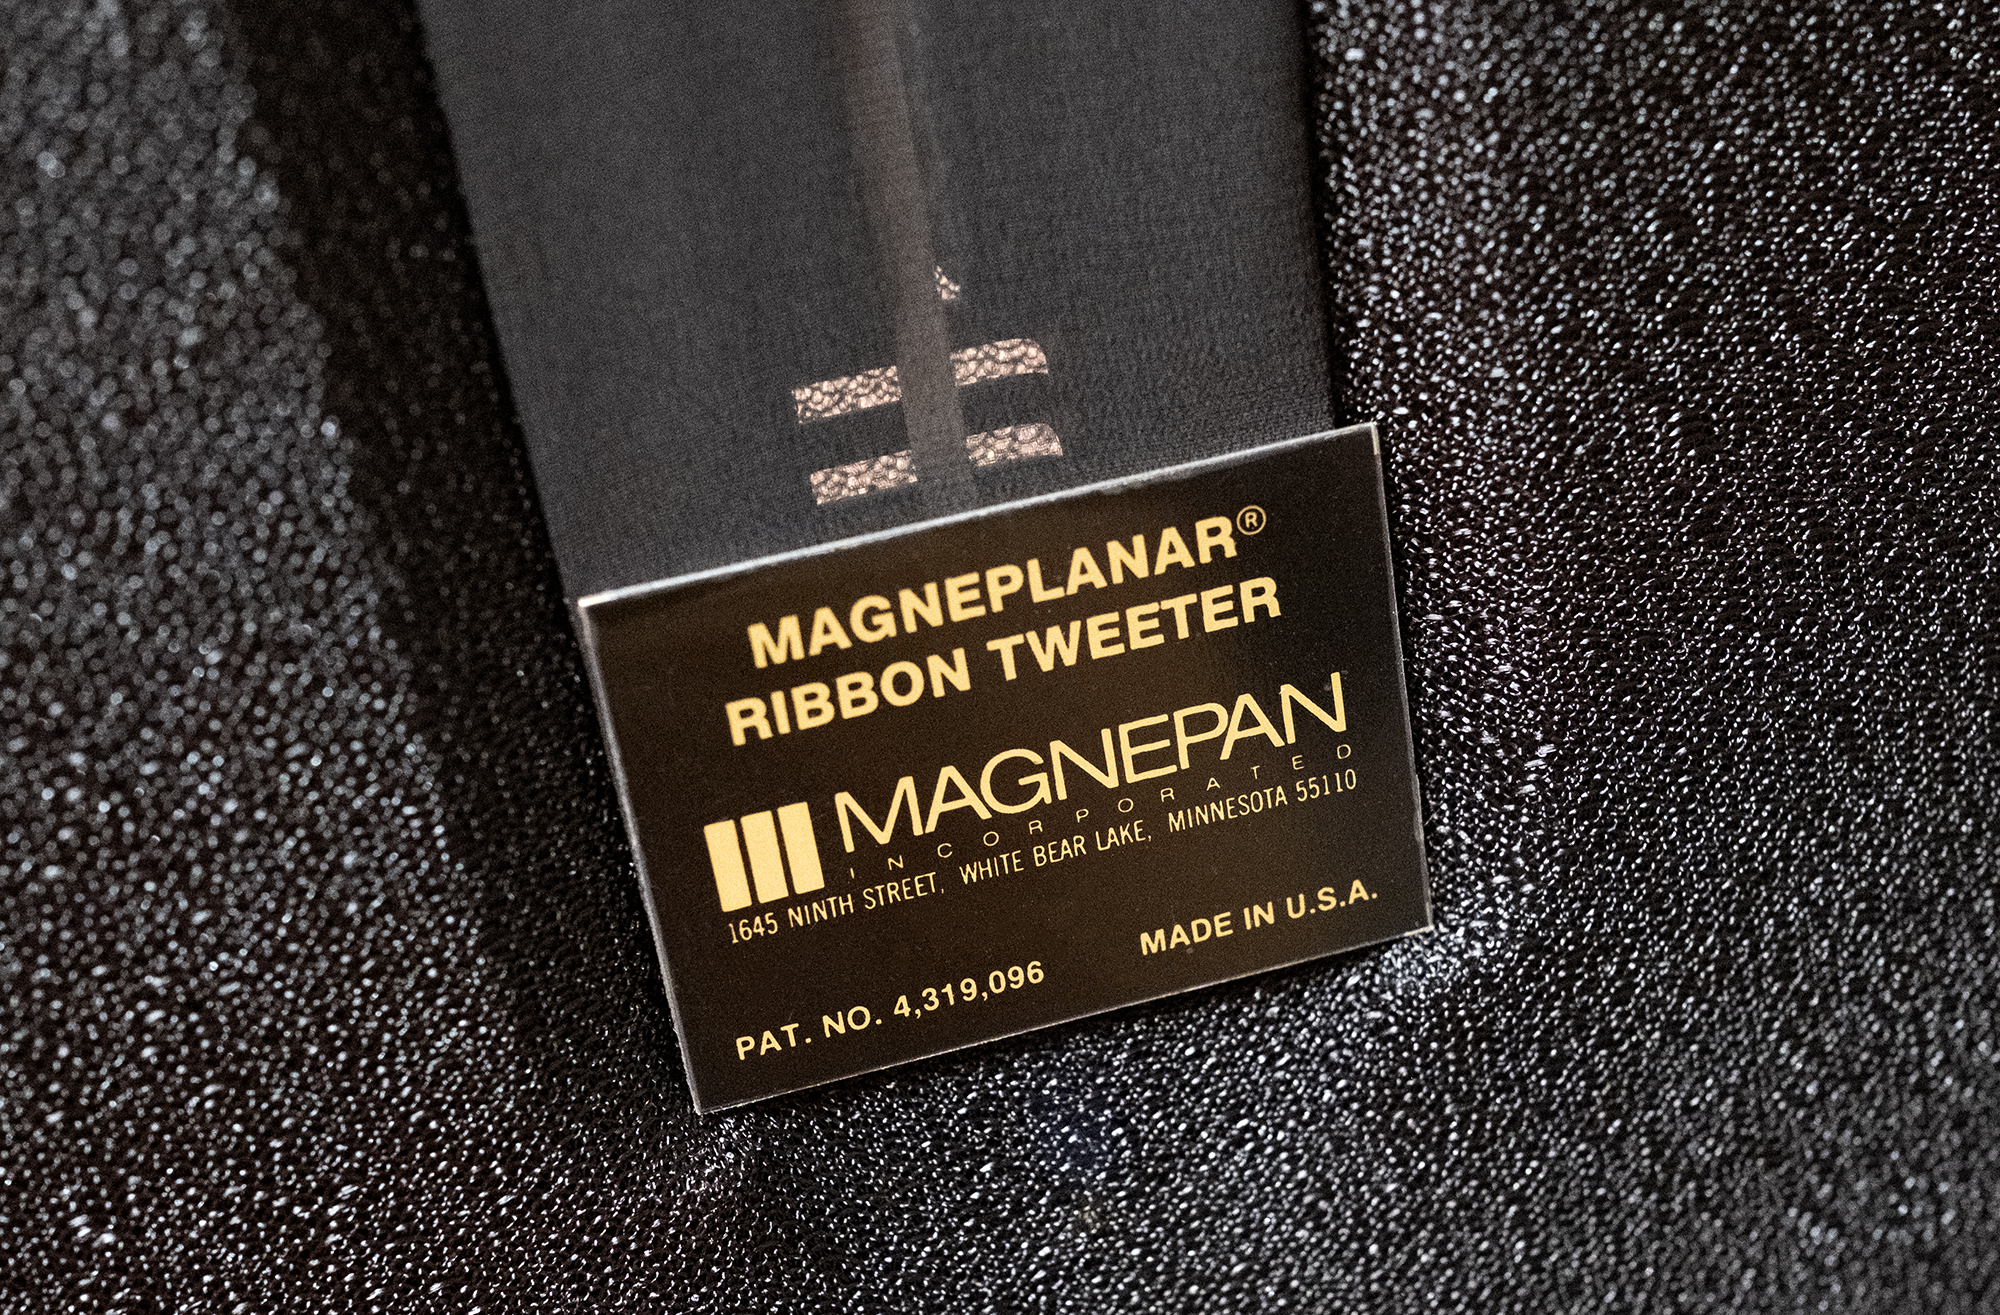 MAGNEPLANAR®
RIBBON TWEETER
MAGNEPAN
INCORPORATED
1645 NINTH STREET, WHITE BEAR LAKE, MINNESOTA 55110
MADE IN U.S.A.
PAT. NO. 4,319,096